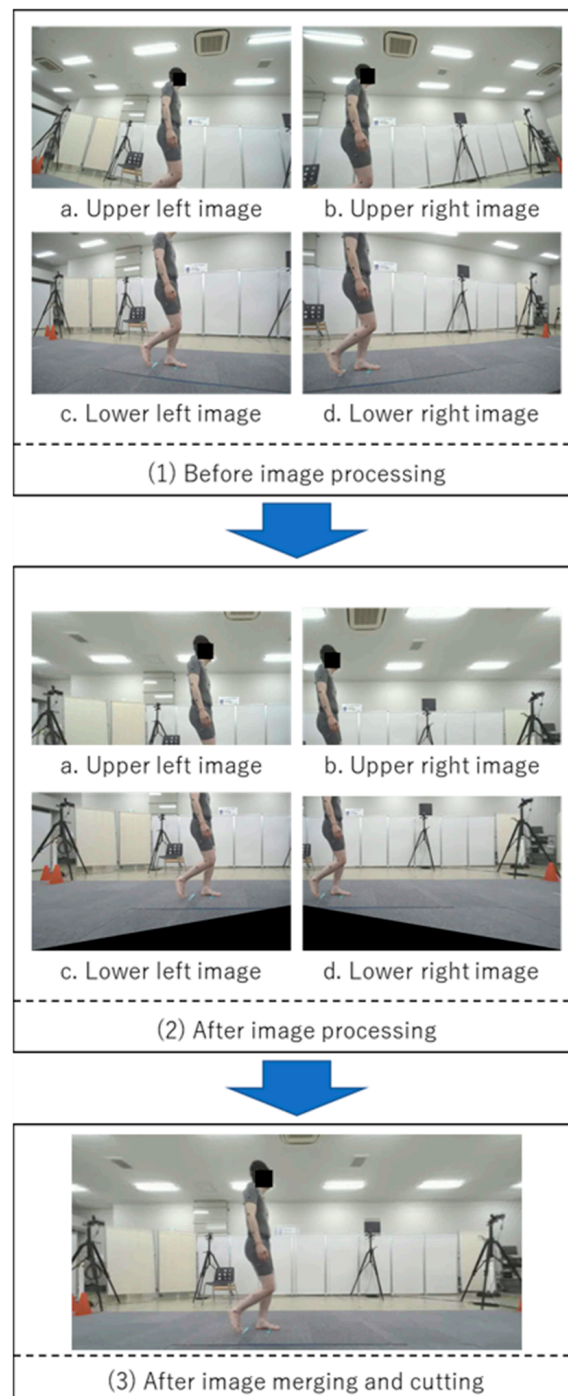 a. Upper left image
b. Upper right image
c. Lower left image
d. Lower right image
(1) Before image processing
a. Upper left image
b. Upper right image
c. Lower left image
d. Lower right image
(2) After image processing
(3) After image merging and cutting